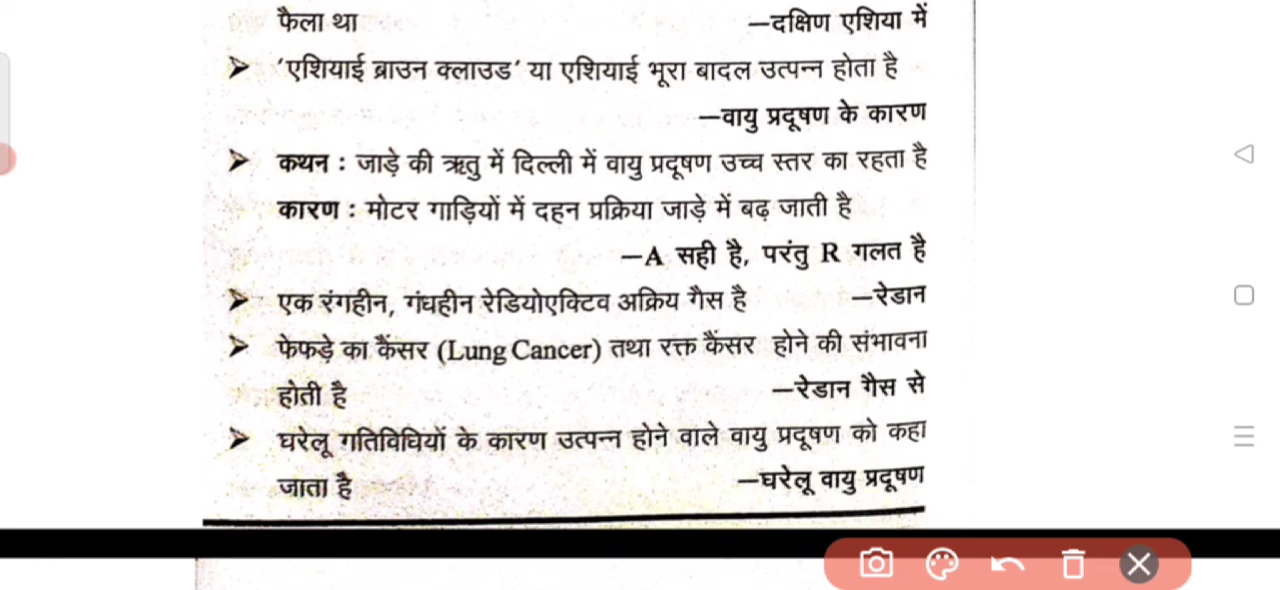 फैला था —दक्षिण एशिया में
➤ 'एशियाई ब्राउन क्लाउड' या एशियाई भूरा बादल उत्पन्न होता है
—वायु प्रदूषण के कारण
➤ कथन : जाड़े की ऋतु में दिल्ली में वायु प्रदूषण उच्च स्तर का रहता है
कारण : मोटर गाड़ियों में दहन प्रक्रिया जाड़े में बढ़ जाती है
—A सही है, परंतु R गलत है
➤ एक रंगहीन, गंधहीन रेडियोएक्टिव अक्रिय गैस है —रेडान
➤ फेफड़े का कैंसर (Lung Cancer) तथा रक्त कैंसर होने की संभावना
होती है —रेडान गैस से
➤ घरेलू गतिविधियों के कारण उत्पन्न होने वाले वायु प्रदूषण को कहा
जाता है —घरेलू वायु प्रदूषण